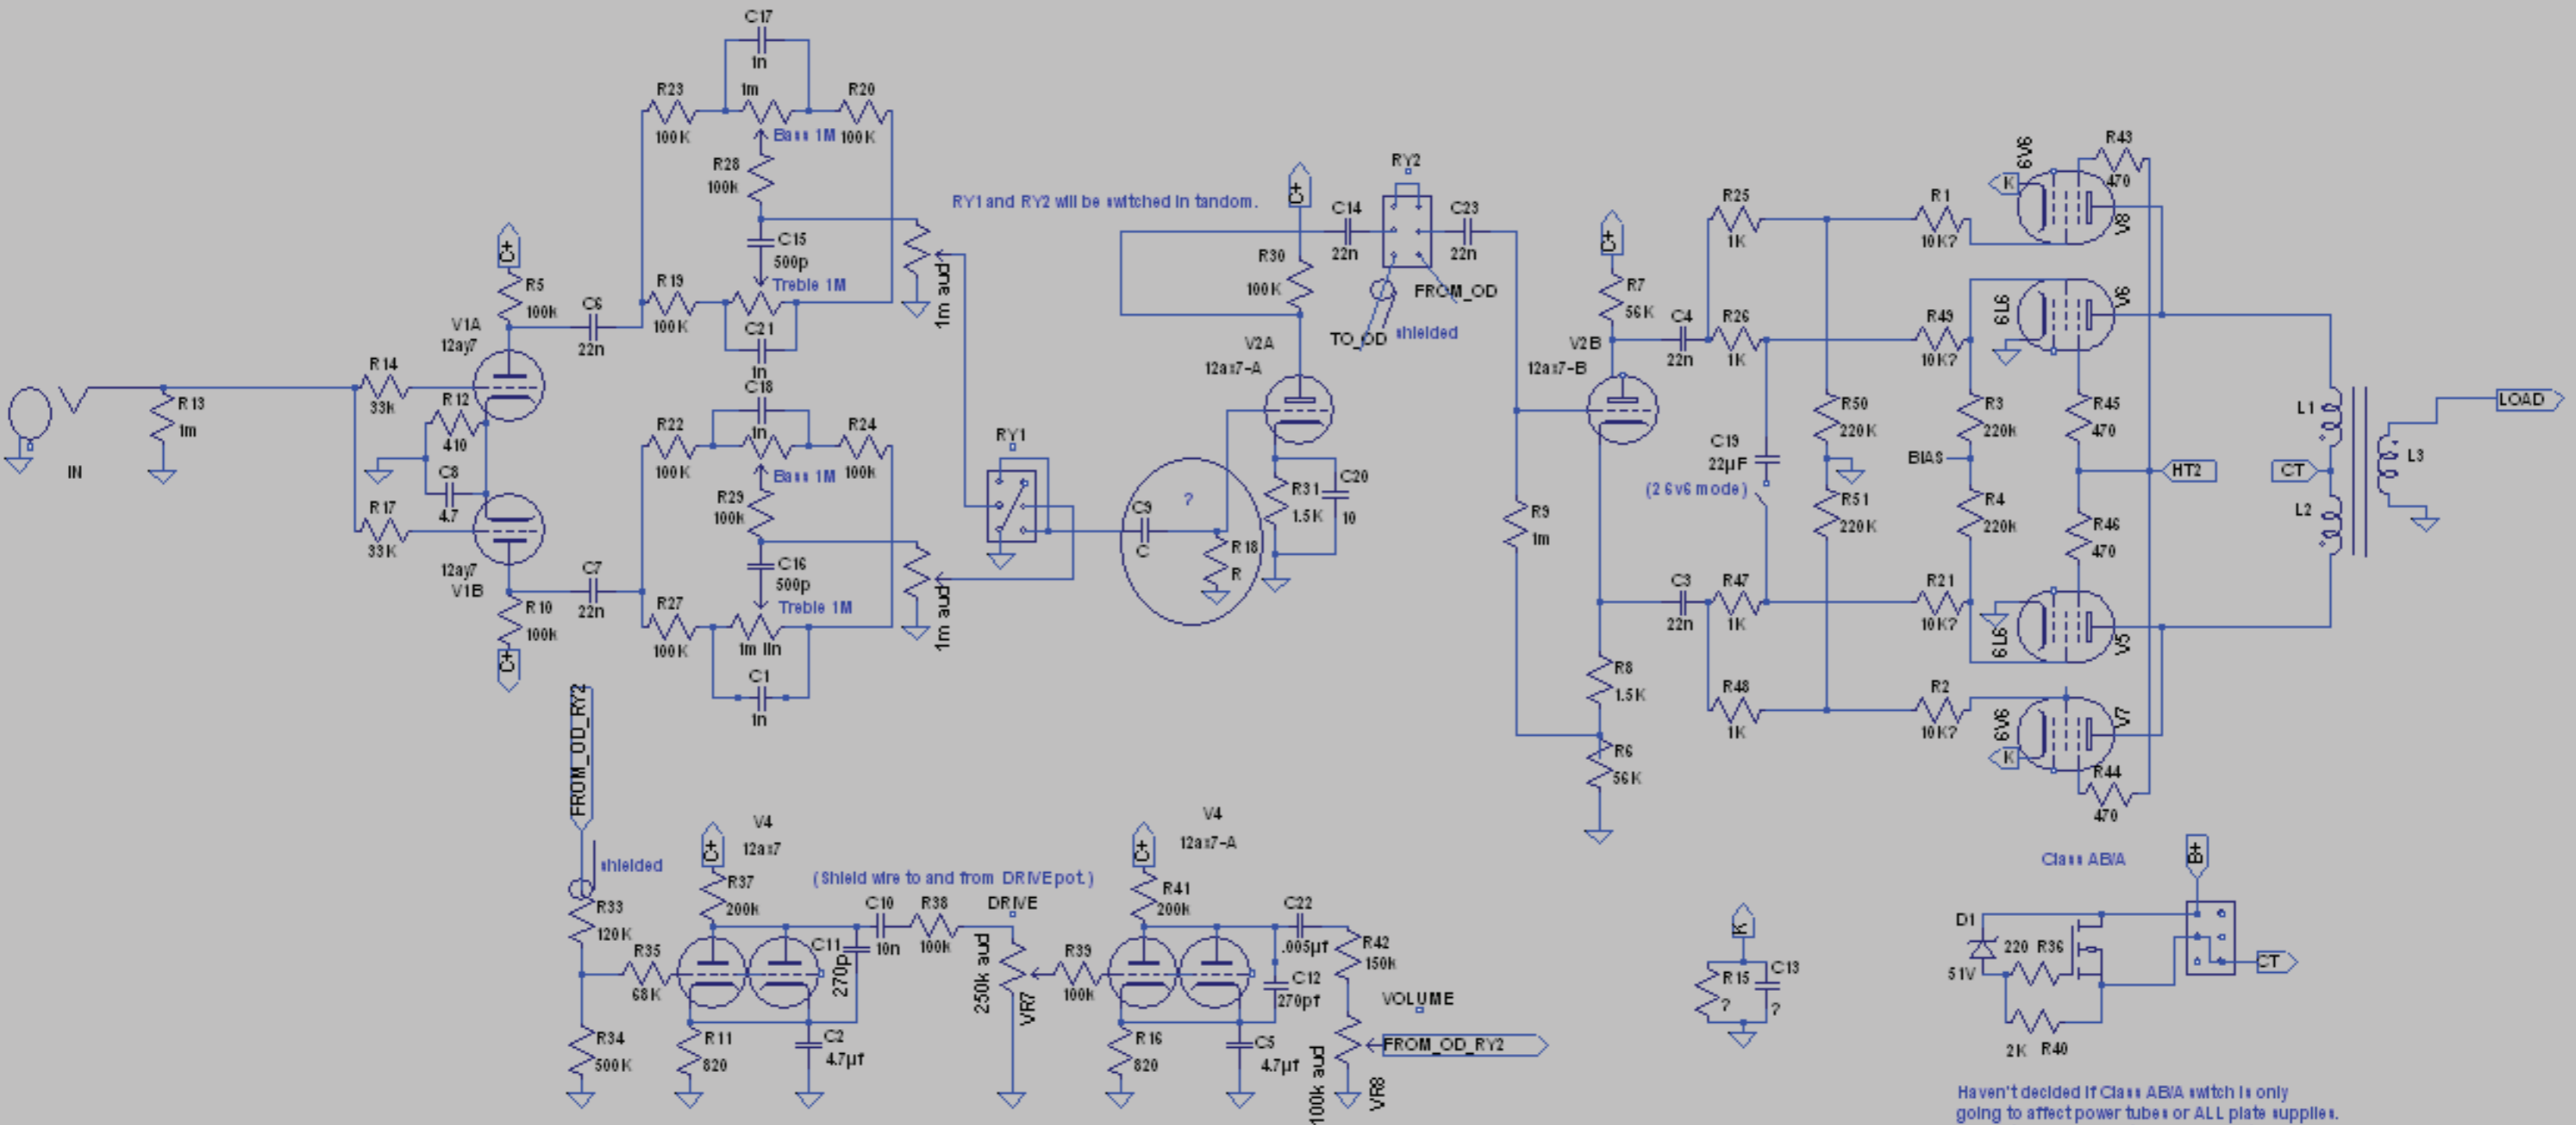 C17
1n
R23
100K
1m
Bass 1M
R20
100K
R28
100k
C15
500p
Treble 1M
R19
100K
C21
1n
1m aud
C+
R5
100k
V1A
12ay7
C6
22n
R14
33k
R13
1m
IN
R12
410
C8
4.7
R17
33K
12ay7
V1B
R10
100k
C+
C7
22n
C18
1n
R22
100K
R24
100k
Bass 1M
R29
100k
C16
500p
Treble 1M
R27
100K
1m lin
C1
1n
1m aud
RY1 and RY2 will be switched in tandom.
RY1
C9
C
?
R18
R
C+
R30
100K
V2A
12ax7-A
R31
1.5K
C20
10
C14
22n
RY2
C23
22n
FROM_OD
TO_OD
shielded
C+
R7
56K
V2B
12ax7-B
R9
1m
R8
1.5K
R6
56K
C4
22n
C3
22n
R25
1K
R26
1K
C19
22µF
(2 6v6 mode)
R47
1K
R48
1K
R50
220K
R51
220K
R1
10K?
R49
10K?
R3
220k
BIAS
R4
220k
R21
10K?
R2
10K?
6V6
K
V8
R43
470
6L6
V6
R45
470
HT2
R46
470
6L6
V5
6V6
K
V7
R44
470
L1
CT
L2
L3
LOAD
FROM_OD_RY2
shielded
R33
120K
R34
500K
R35
68K
C+
V4
12ax7
R37
200k
R11
820
C2
4.7µf
C11
270p
(Shield wire to and from DRIVE pot.)
C10
10n
R38
100k
DRIVE
250k aud
VR7
R39
100k
C+
V4
12ax7-A
R41
200k
R16
820
C5
4.7µf
C22
.005µf
C12
270pf
R42
150k
VOLUME
FROM_OD_RY2
100k aud
VR8
K
R15
?
C13
?
Class AB/A
B+
D1
51V
220 R36
2K R40
CT
Haven't decided if Class AB/A switch is only
going to affect power tubes or ALL plate supplies.